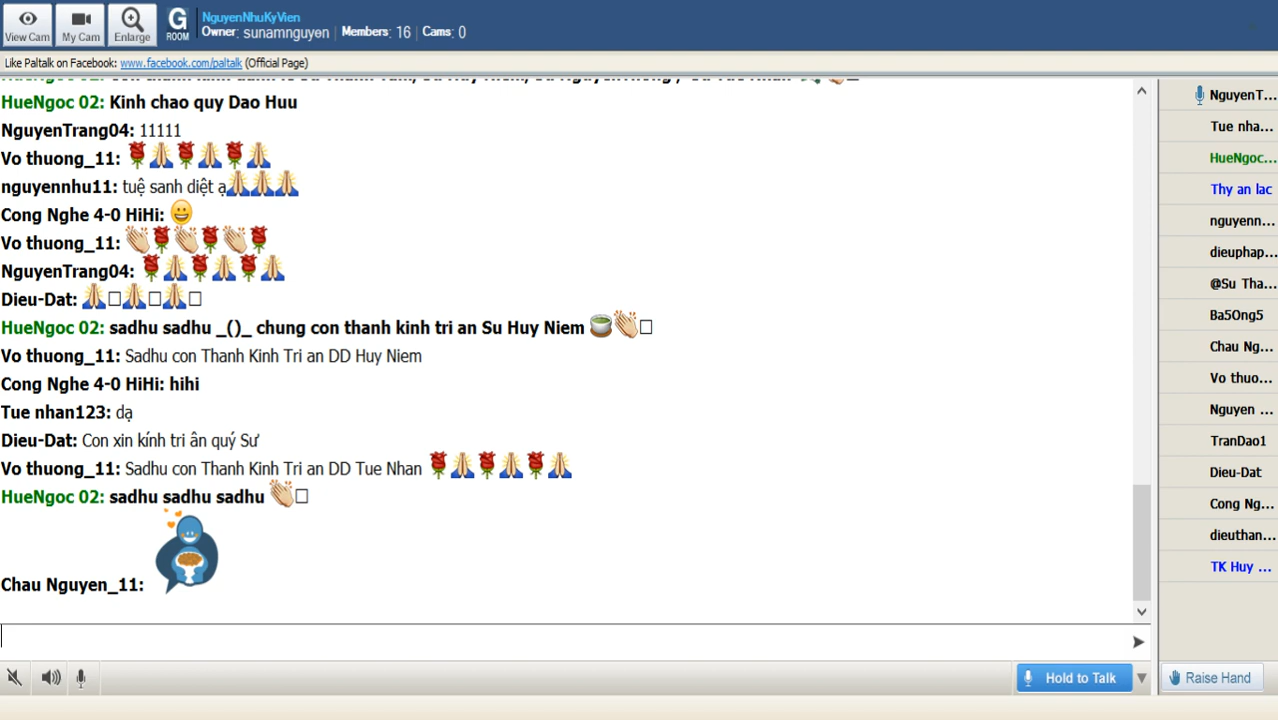 NguyenNhuKyVien
View Cam
My Cam
Enlarge
G
ROOM
Owner: sunamnguyen
Members: 16
Cams: 0
Like Paltalk on Facebook: www.facebook.com/paltalk (Official Page)
HueNgoc 02: Kinh chao quy Dao Huu
NguyenTrang04: 11111
Vo thuong_11: 🌹🙏🌹🙏🌹🙏
nguyennhu11: tuệ sanh diệt ạ🙏🙏🙏
Cong Nghe 4-0 HiHi: 😀
Vo thuong_11: 👏🌹👏🌹👏🌹
NguyenTrang04: 🌹🙏🌹🙏🌹🙏
Dieu-Dat: 🙏□🙏□🙏□
HueNgoc 02: sadhu sadhu _()_ chung con thanh kinh tri an Su Huy Niem 🍵👏□
Vo thuong_11: Sadhu con Thanh Kinh Tri an DD Huy Niem
Cong Nghe 4-0 HiHi: hihi
Tue nhan123: dạ
Dieu-Dat: Con xin kính tri ân quý Sư
Vo thuong_11: Sadhu con Thanh Kinh Tri an DD Tue Nhan 🌹🙏🌹🙏🌹🙏
HueNgoc 02: sadhu sadhu sadhu 👏□
Chau Nguyen_11:
Hold to Talk
NguyenT...
Tue nha...
HueNgoc...
Thy an lac
nguyenn...
dieuphap...
@Su Tha...
Ba5Ong5
Chau Ng...
Vo thuo...
Nguyen ...
TranDao1
Dieu-Dat
Cong Ng...
dieuthan...
TK Huy ...
Raise Hand